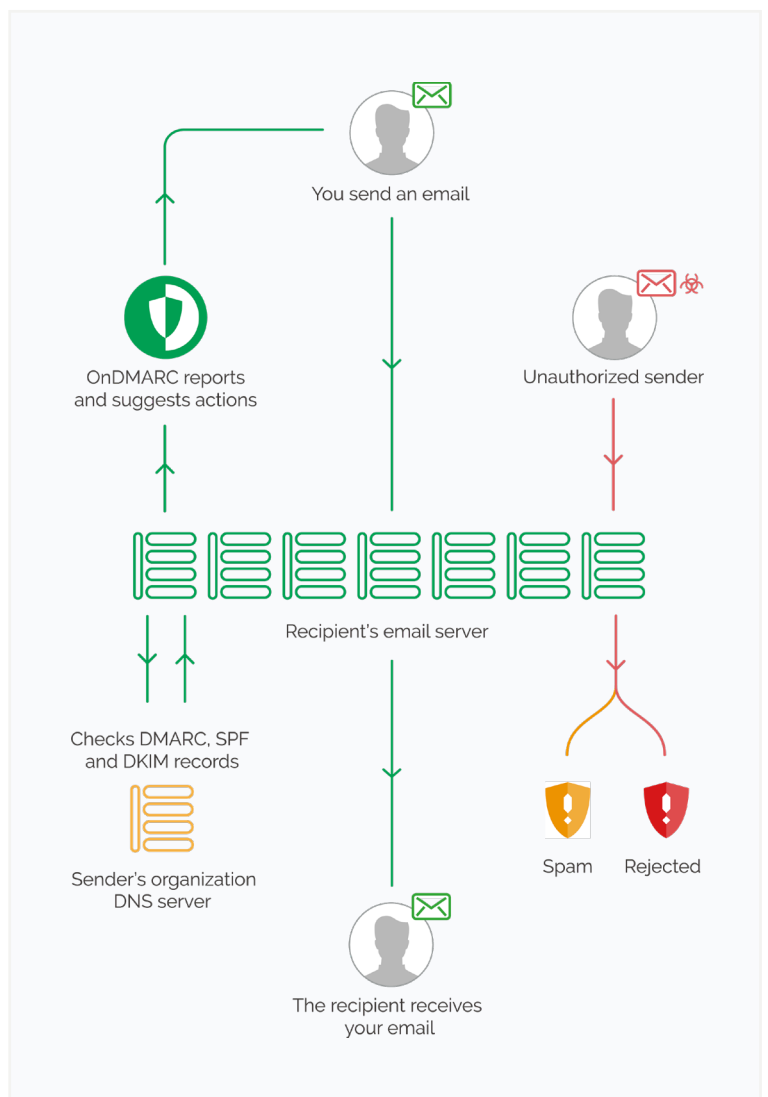 You send an email
OnDMARC reports
and suggests actions
Unauthorized sender
Recipient's email server
Checks DMARC, SPF
and DKIM records
Sender's organization
DNS server
Spam
Rejected
The recipient receives
your email